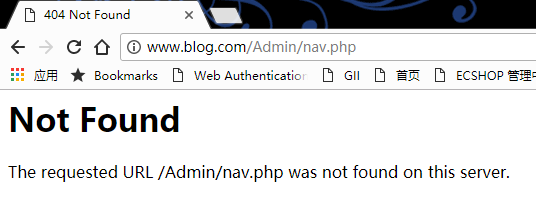 404 Not Found
www.blog.com/Admin/nav.php
应用 Bookmarks Web Authentication GII 首页 ECSHOP 管理中
Not Found
The requested URL /Admin/nav.php was not found on this server.